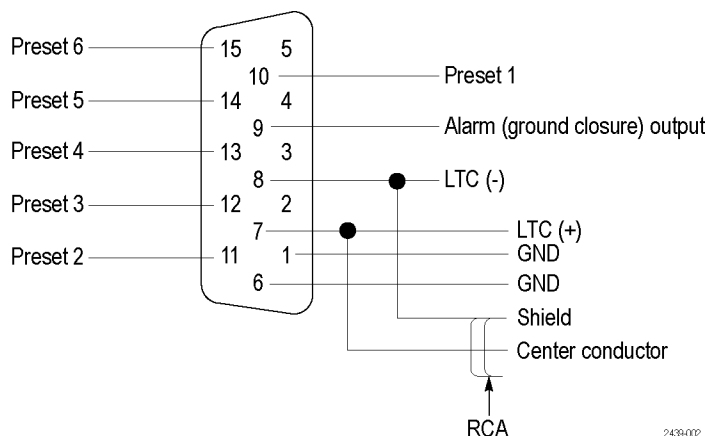 Preset 6
15
5
10
Preset 1
Preset 5
14
4
9
Alarm (ground closure) output
Preset 4
13
3
8
LTC (-)
Preset 3
12
2
7
LTC (+)
Preset 2
11
1
GND
6
GND
Shield
Center conductor
RCA
2439-002